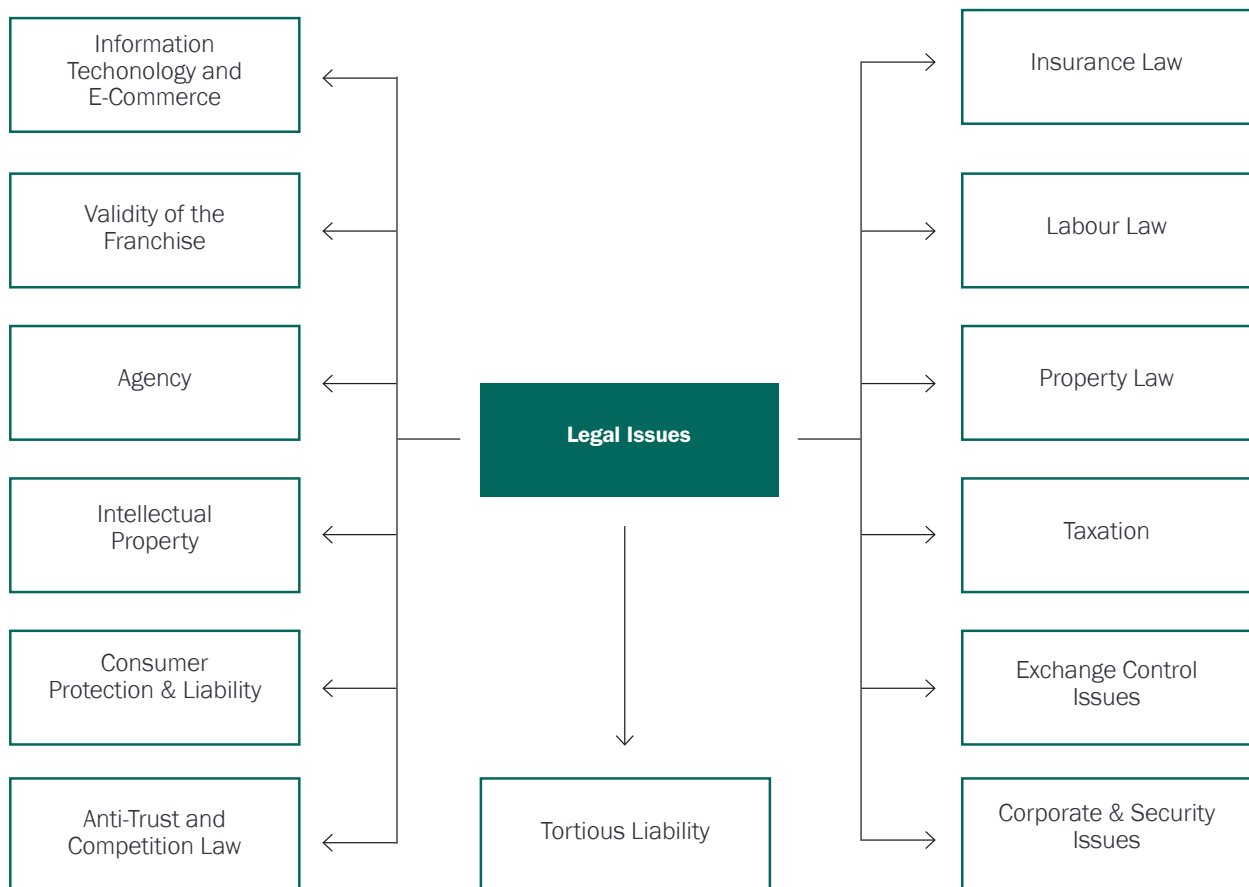 Information
Techonology and
E-Commerce
Validity of the
Franchise
Agency
Intellectual
Property
Consumer
Protection & Liability
Anti-Trust and
Competition Law
Legal Issues
Tortious Liability
Insurance Law
Labour Law
Property Law
Taxation
Exchange Control
Issues
Corporate & Security
Issues